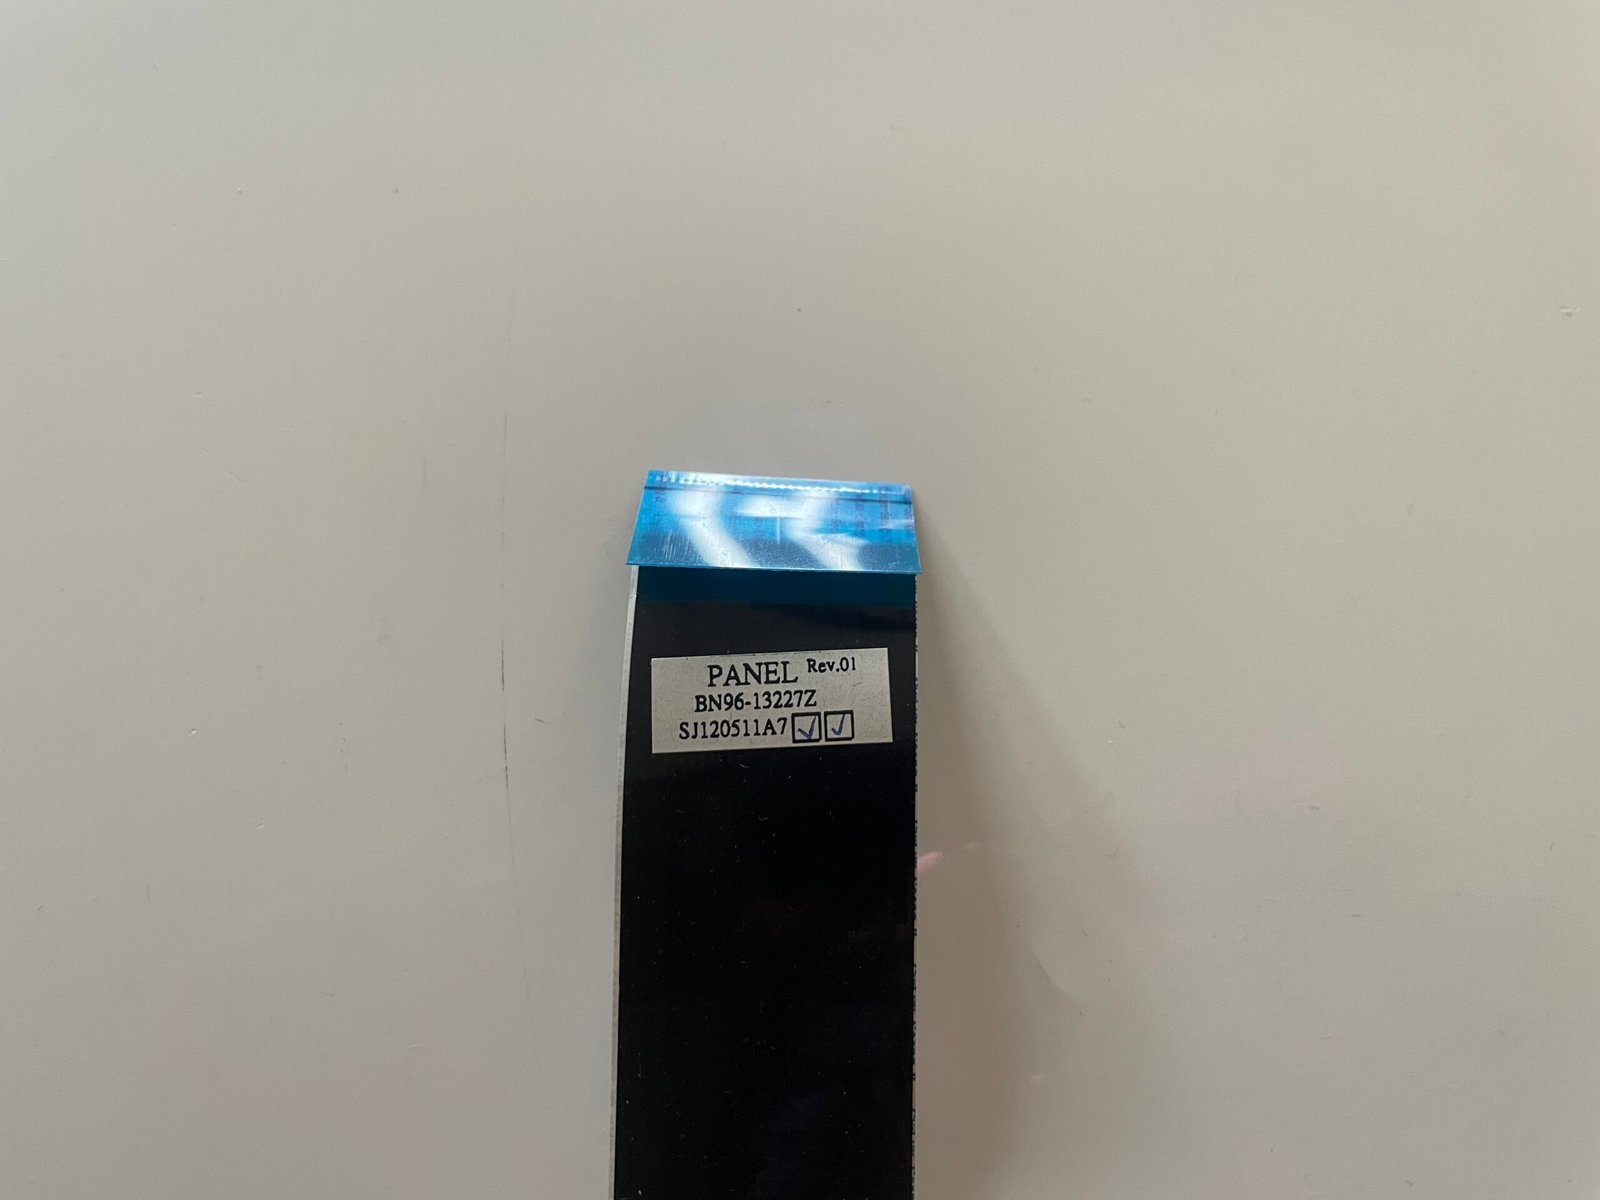 PANEL Rev.01
BN96-13227Z
SJ120511A7